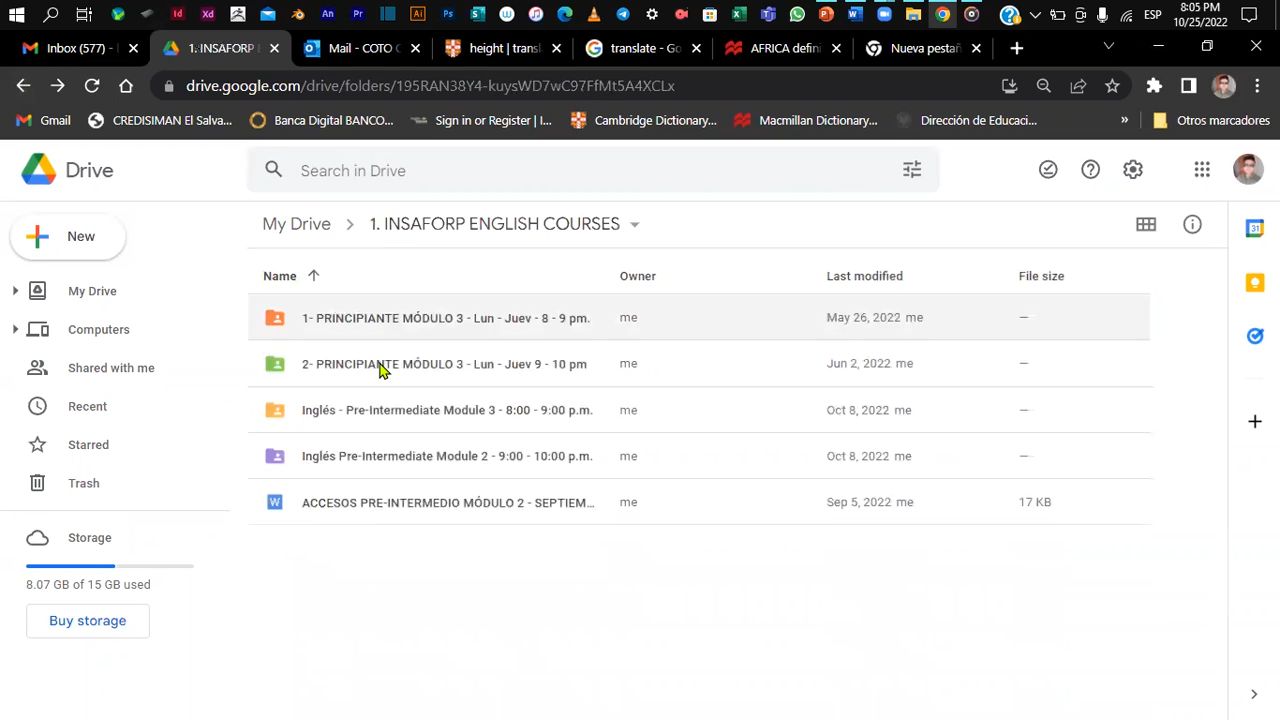 Id Xd An Pr Ai Ps S W ESP 8:05 PM
10/25/2022
Inbox (577) - 1. INSAFORP E Mail - COTO C height | transl translate - Go AFRICA defini Nueva pestañ
drive.google.com/drive/folders/195RAN38Y4-kuysWD7wC97FfMt5A4XCLx
Gmail CREDISIMAN El Salva... Banca Digital BANCO... Sign in or Register | I... Cambridge Dictionary... Macmillan Dictionary... Dirección de Educaci... » Otros marcadores
Drive Search in Drive
New My Drive 1. INSAFORP ENGLISH COURSES
Name Owner Last modified File size
My Drive
1- PRINCIPIANTE MÓDULO 3 - Lun - Juev - 8 - 9 pm. me May 26, 2022 me —
Computers
2- PRINCIPIANTE MÓDULO 3 - Lun - Juev 9 - 10 pm me Jun 2, 2022 me —
Shared with me
Inglés - Pre-Intermediate Module 3 - 8:00 - 9:00 p.m. me Oct 8, 2022 me —
Recent
Starred
Inglés Pre-Intermediate Module 2 - 9:00 - 10:00 p.m. me Oct 8, 2022 me —
Trash
ACCESOS PRE-INTERMEDIO MÓDULO 2 - SEPTIEM... me Sep 5, 2022 me 17 KB
Storage
8.07 GB of 15 GB used
Buy storage